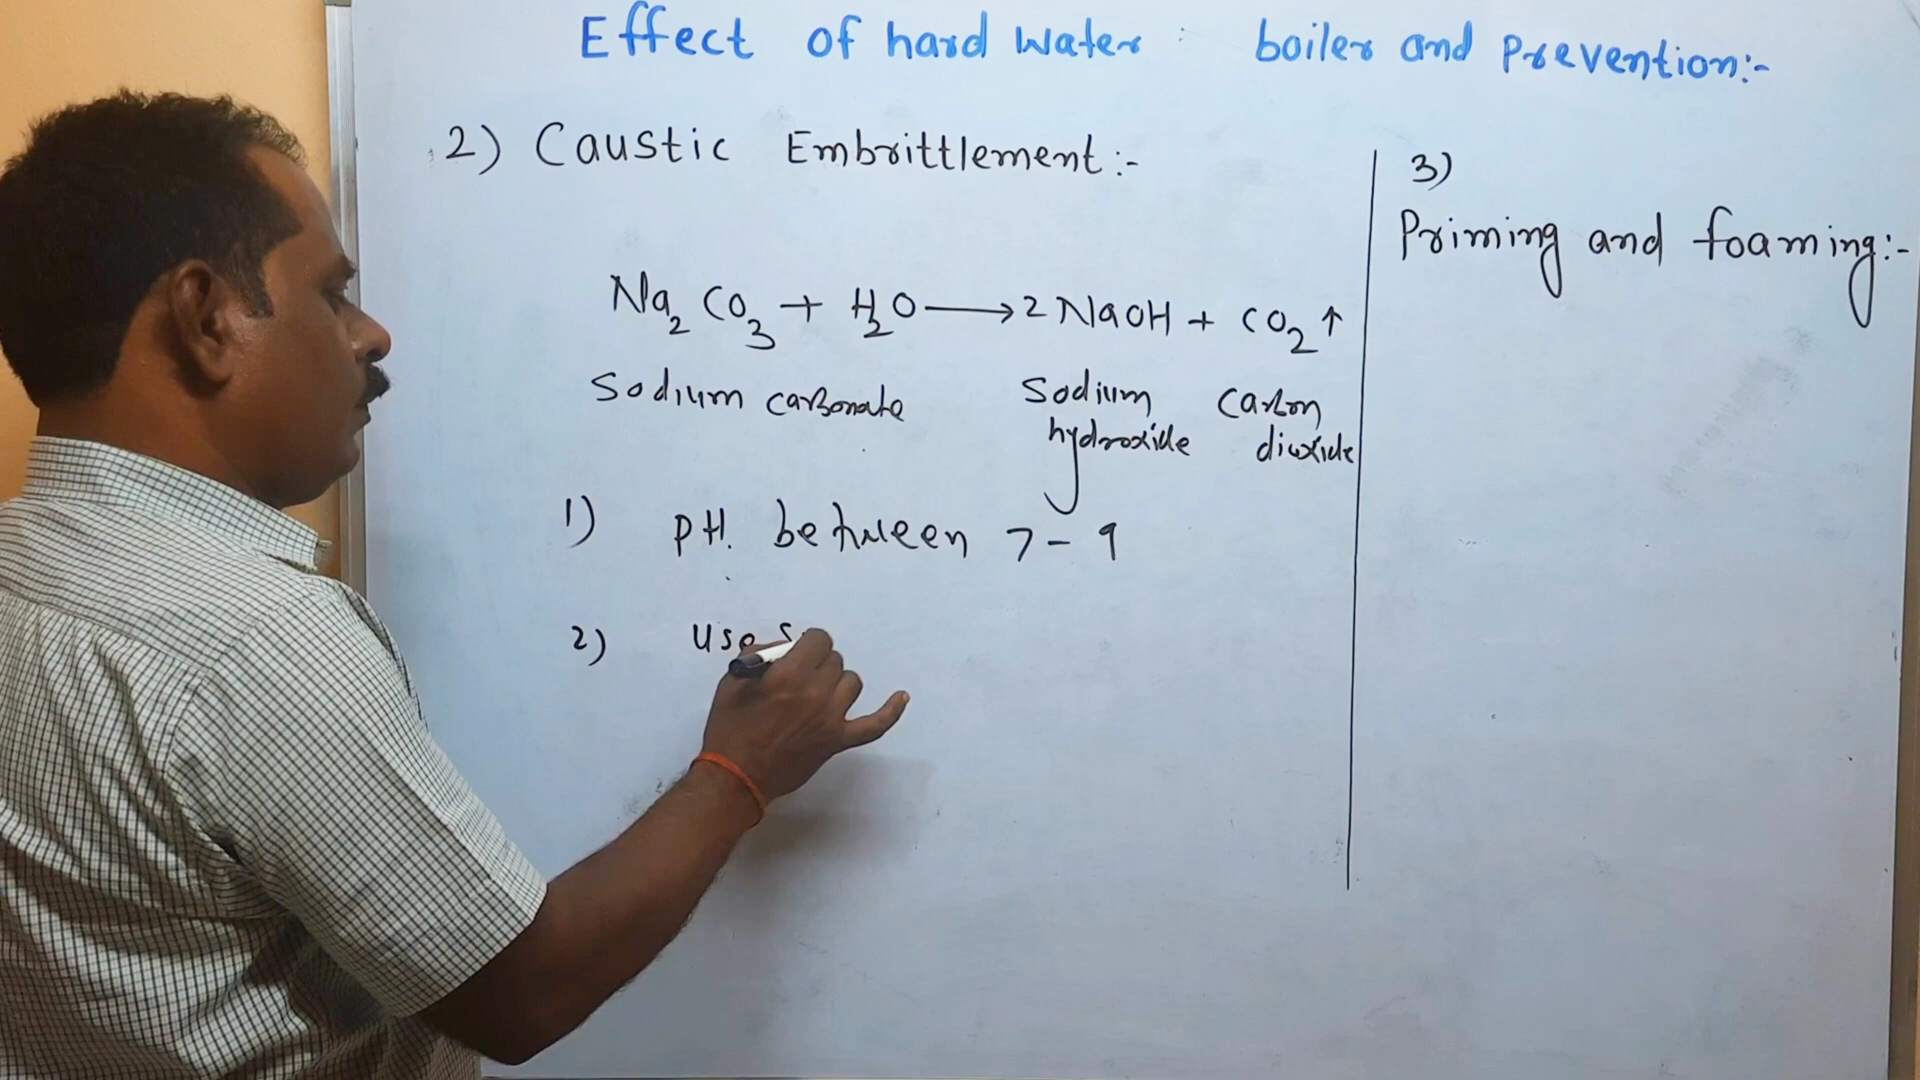 Effect of hard water boiler and prevention:-
2) Caustic Embrittlement:-
Na2CO3 + H2O → 2NaOH + CO2↑
Sodium carbonate Sodium hydroxide Carbon dioxide
1) PH. between 7-9
2) Use
3)
Priming and foaming:-